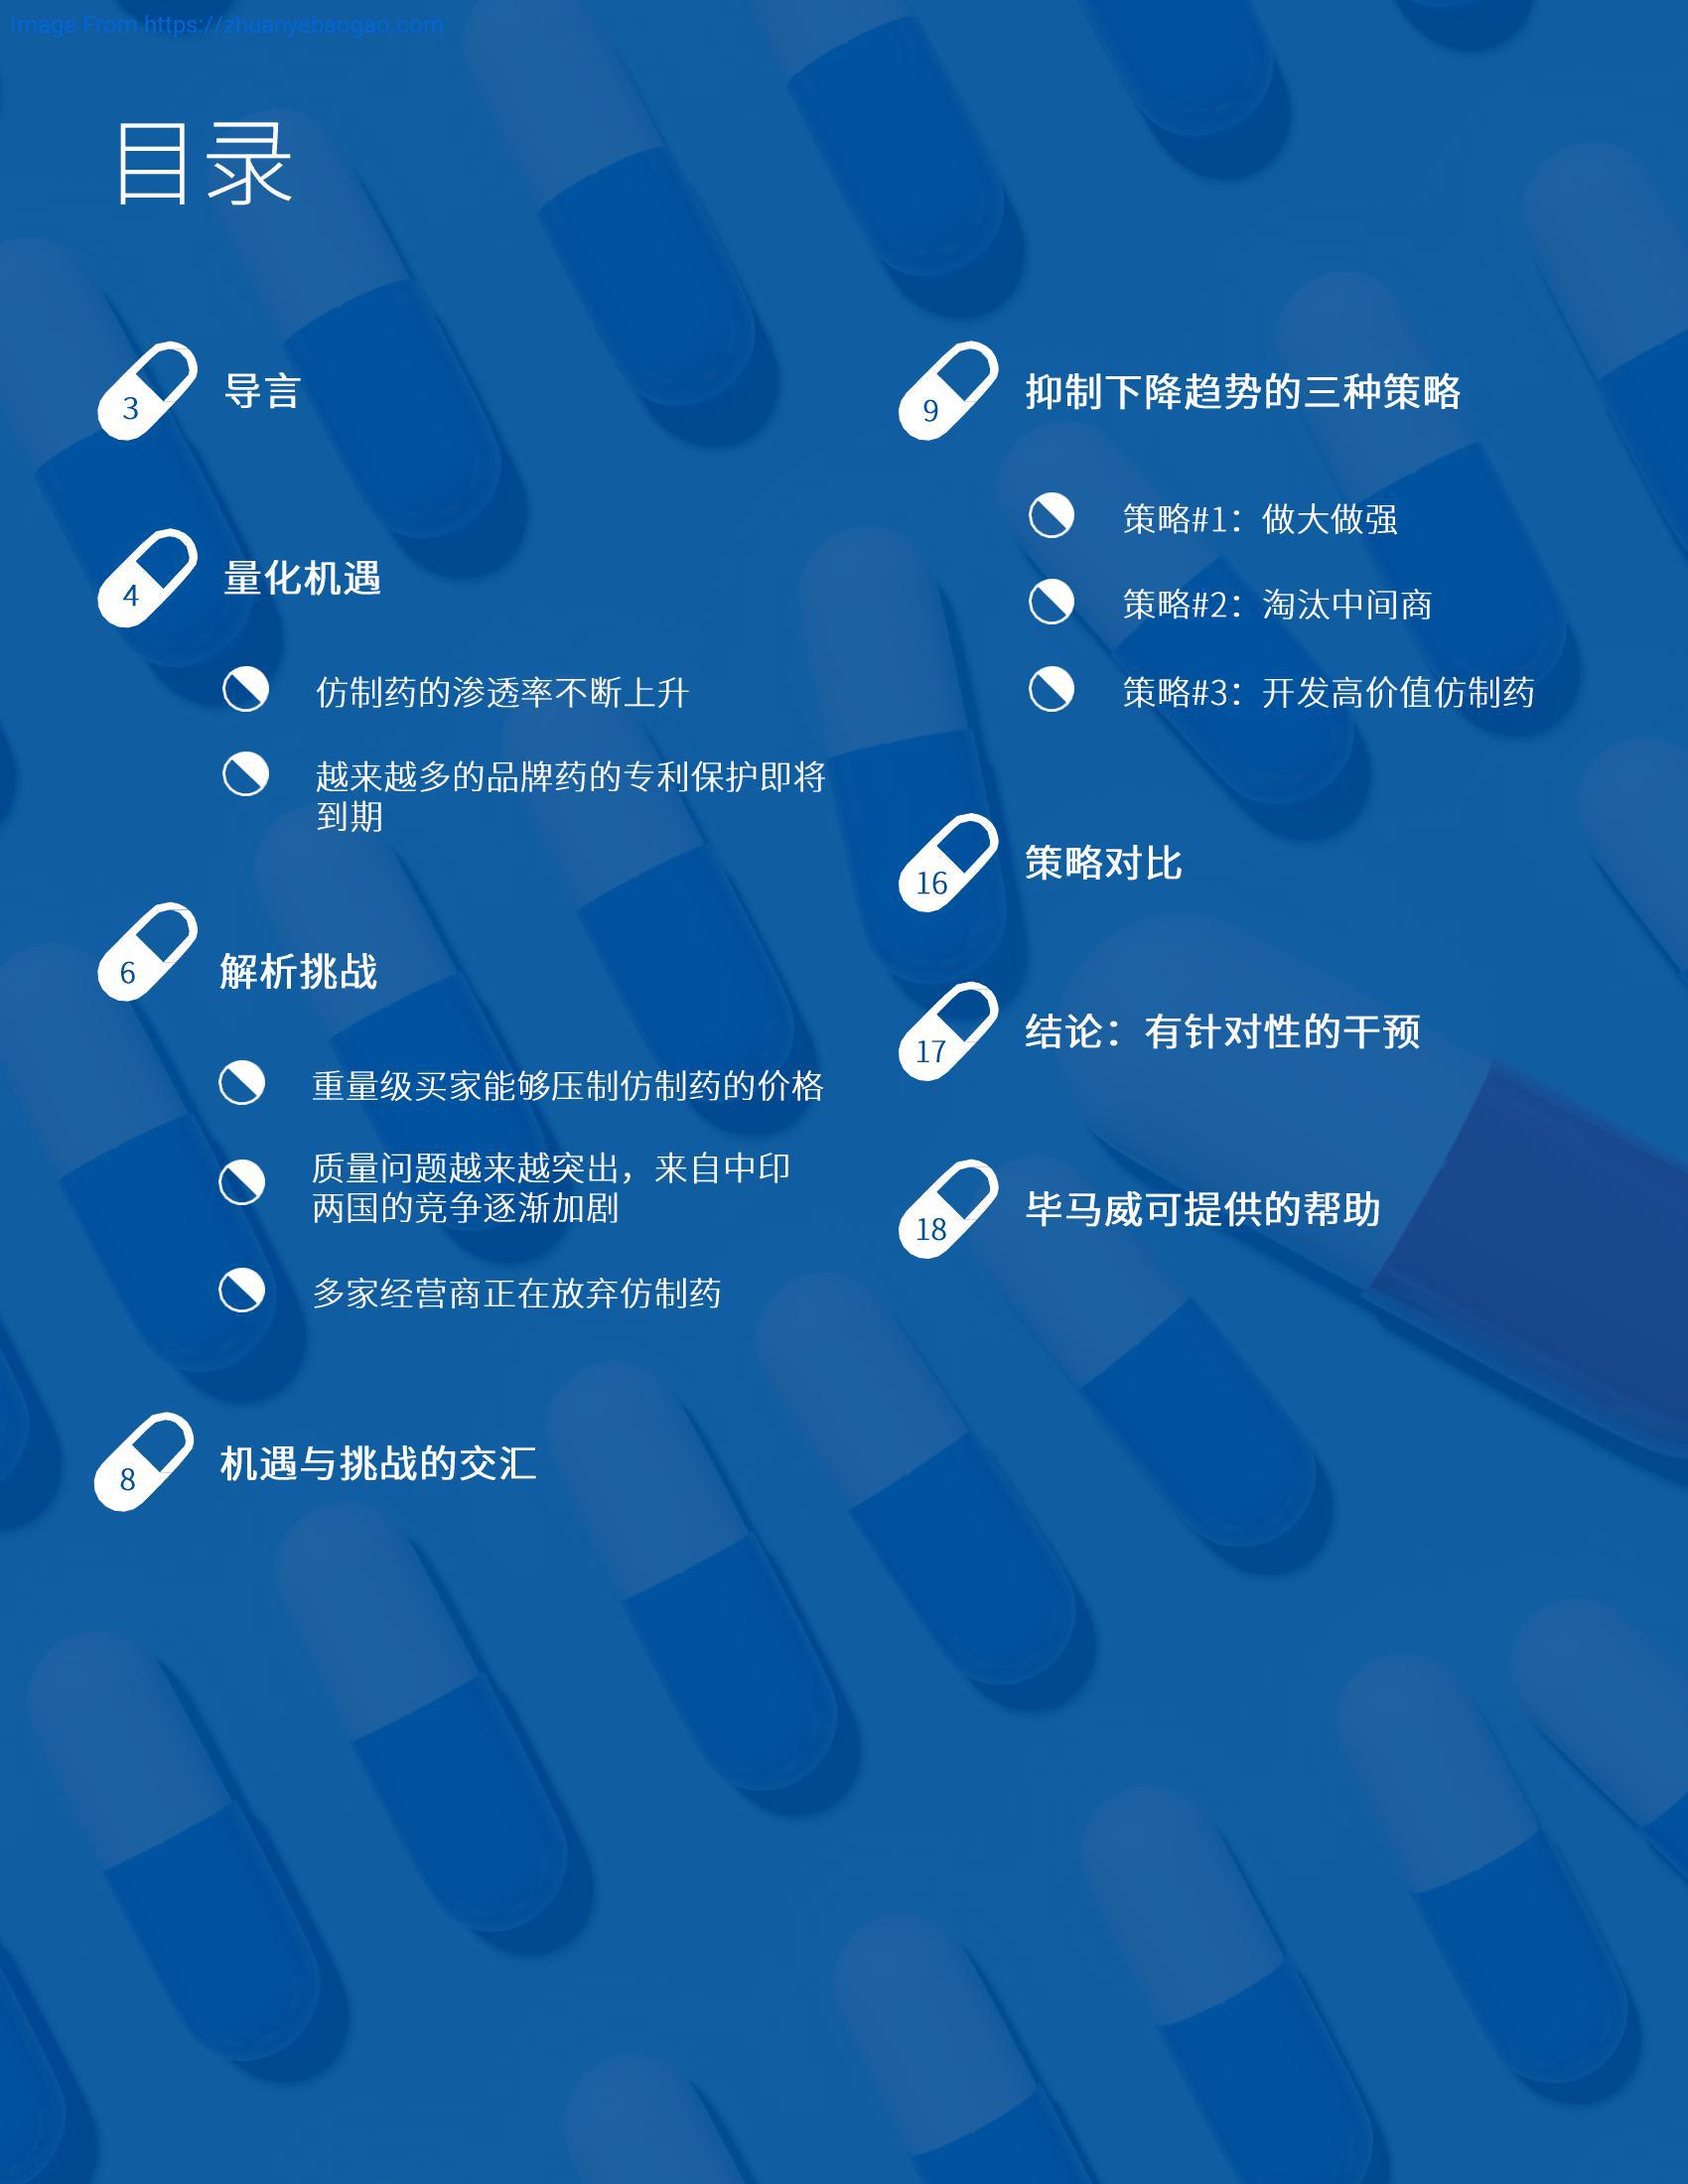 Image From https://zhuanyebaogao.com
目录
3
导言
4
量化机遇
仿制药的渗透率不断上升
越来越多的品牌药的专利保护即将
到期
6
解析挑战
重量级买家能够压制仿制药的价格
质量问题越来越突出，来自中印
两国的竞争逐渐加剧
多家经营商正在放弃仿制药
8
机遇与挑战的交汇
9
抑制下降趋势的三种策略
策略#1：做大做强
策略#2：淘汰中间商
策略#3：开发高价值仿制药
16
策略对比
17
结论：有针对性的干预
18
毕马威可提供的帮助